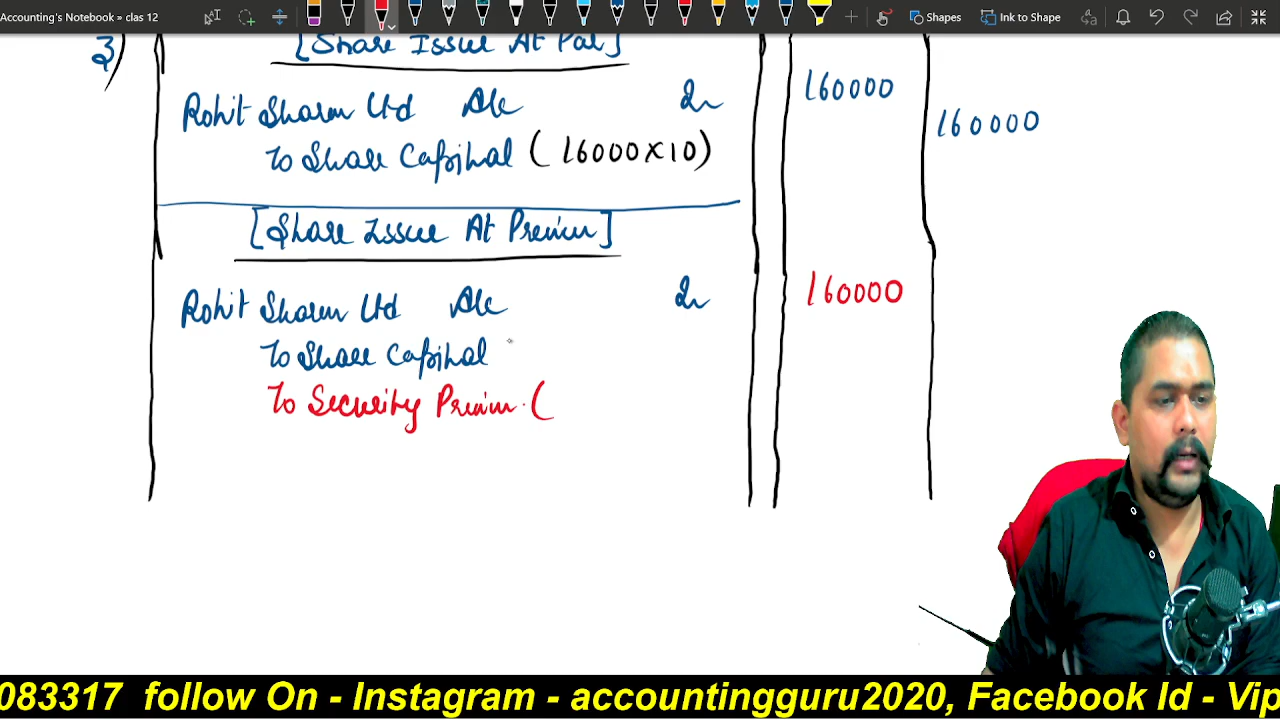 Accounting's Notebook » clas 12
Shapes
Ink to Shape
3)
[Share Issue At Par]
Rohit Sharm Ltd A/c Dr 160000
To Share Capital (16000×10) 160000
[Share Issue At Premium]
Rohit Sharm Ltd A/c Dr 160000
To Share Capital
To Security Premium (
083317 follow On - Instagram - accountingguru2020, Facebook Id - Vip